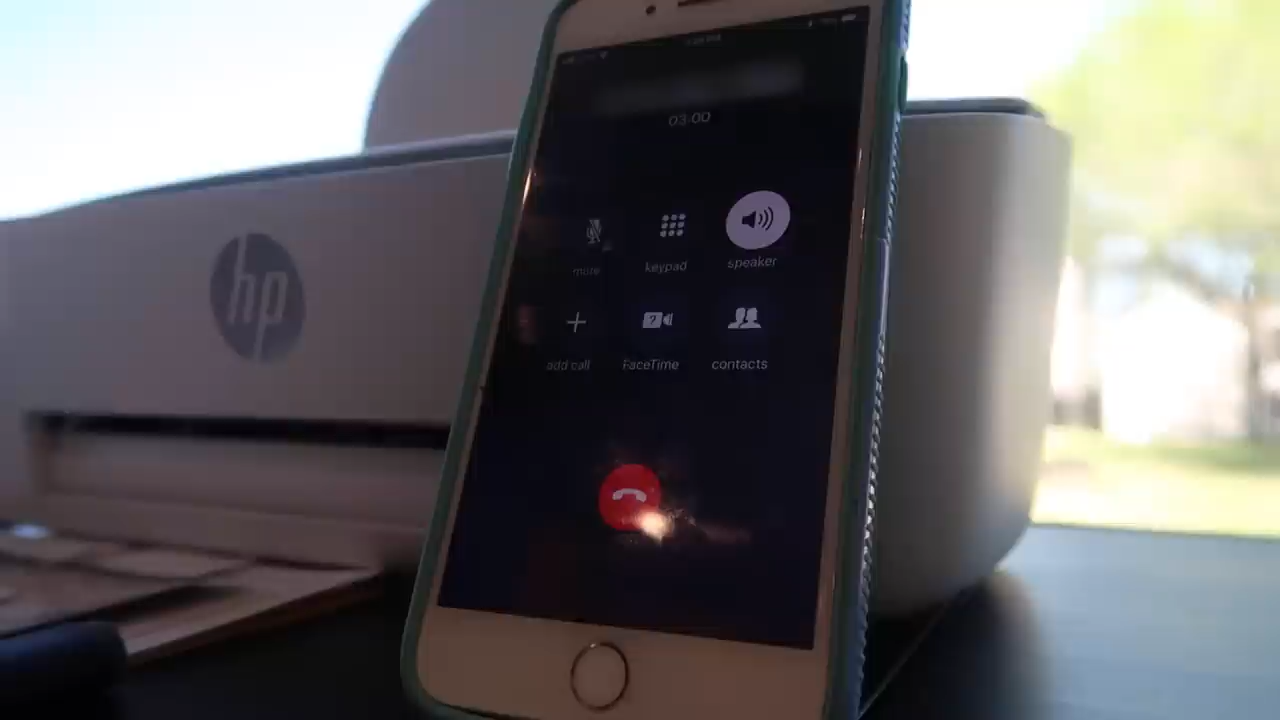 03:00
hp
mute
keypad
speaker
add call
?
FaceTime
contacts